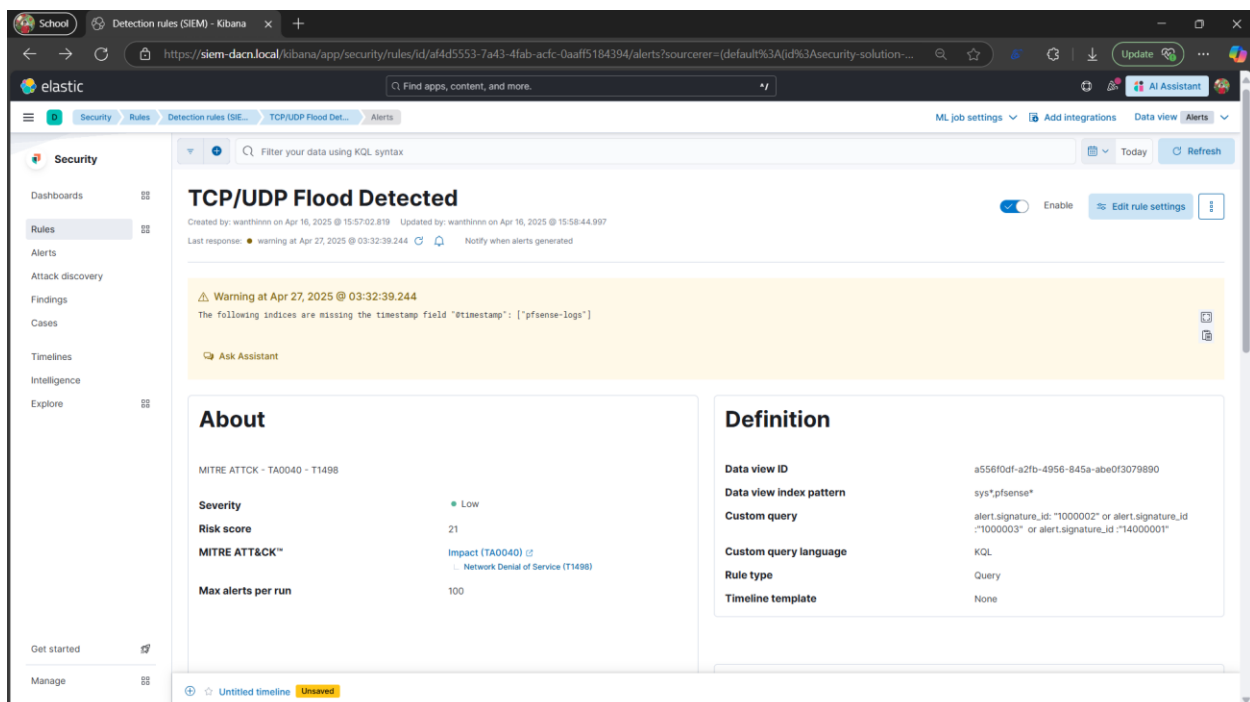 School
Detection rules (SIEM) - Kibana
https://siem-dacn.local/kibana/app/security/rules/id/af4d5553-7a43-4fab-acfc-0aaff5184394/alerts?sourcerer=(default%3A(id%3Asecurity-solution-...
Update
elastic
Find apps, content, and more.
*/
AI Assistant
D
Security
Rules
Detection rules (SIE...
TCP/UDP Flood Det...
Alerts
ML job settings
Add integrations
Data view
Alerts
Security
Filter your data using KQL syntax
Today
Refresh
Dashboards
Rules
Alerts
Attack discovery
Findings
Cases
Timelines
Intelligence
Explore
Get started
Manage
TCP/UDP Flood Detected
Enable
Edit rule settings
Created by: wanthinnn on Apr 16, 2025 @ 15:57:02.819 Updated by: wanthinnn on Apr 16, 2025 @ 15:58:44.997
Last response: warning at Apr 27, 2025 @ 03:32:39.244 Notify when alerts generated
Warning at Apr 27, 2025 @ 03:32:39.244
The following indices are missing the timestamp field "@timestamp": ["pfsense-logs"]
Ask Assistant
About
MITRE ATTCK - TA0040 - T1498
Severity Low
Risk score 21
MITRE ATT&CK™ Impact (TA0040)
Network Denial of Service (T1498)
Max alerts per run 100
Definition
Data view ID a556f0df-a2fb-4956-845a-abe0f3079890
Data view index pattern sys*,pfsense*
Custom query alert.signature_id: "1000002" or alert.signature_id
:"1000003" or alert.signature_id :"14000001"
Custom query language KQL
Rule type Query
Timeline template None
Untitled timeline Unsaved